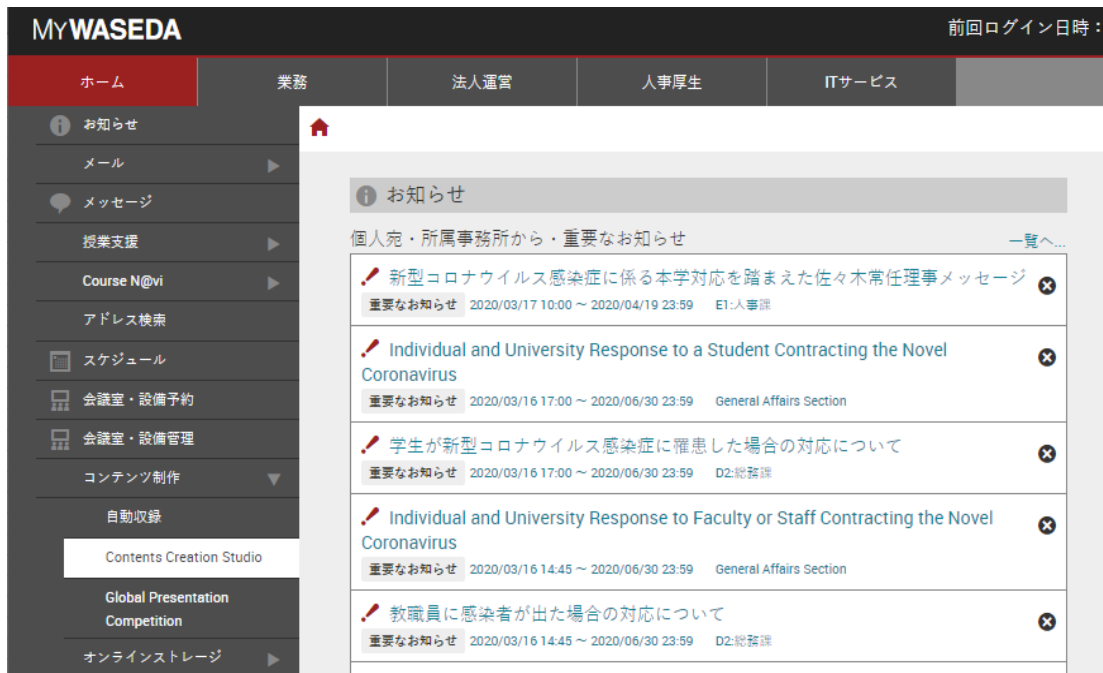 MYWASEDA
前回ログイン日時：
ホーム
業務
法人運営
人事厚生
ITサービス
お知らせ
メール
メッセージ
授業支援
Course N@vi
アドレス検索
スケジュール
会議室・設備予約
会議室・設備管理
コンテンツ制作
自動収録
Contents Creation Studio
Global Presentation
Competition
オンラインストレージ
お知らせ
個人宛・所属事務所から・重要なお知らせ
一覧へ...
新型コロナウイルス感染症に係る本学対応を踏まえた佐々木常任理事メッセージ
重要なお知らせ 2020/03/17 10:00 ～ 2020/04/19 23:59 E1:人事課
Individual and University Response to a Student Contracting the Novel
Coronavirus
重要なお知らせ 2020/03/16 17:00 ～ 2020/06/30 23:59 General Affairs Section
学生が新型コロナウイルス感染症に罹患した場合の対応について
重要なお知らせ 2020/03/16 17:00 ～ 2020/06/30 23:59 D2:総務課
Individual and University Response to Faculty or Staff Contracting the Novel
Coronavirus
重要なお知らせ 2020/03/16 14:45 ～ 2020/06/30 23:59 General Affairs Section
教職員に感染者が出た場合の対応について
重要なお知らせ 2020/03/16 14:45 ～ 2020/06/30 23:59 D2:総務課